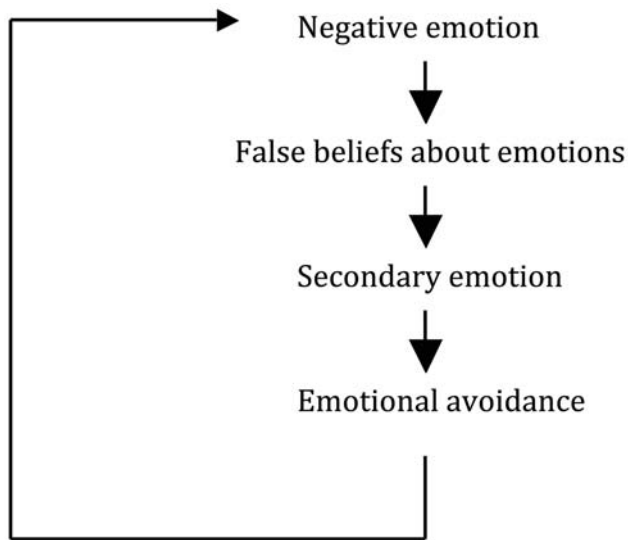 Negative emotion
False beliefs about emotions
Secondary emotion
Emotional avoidance